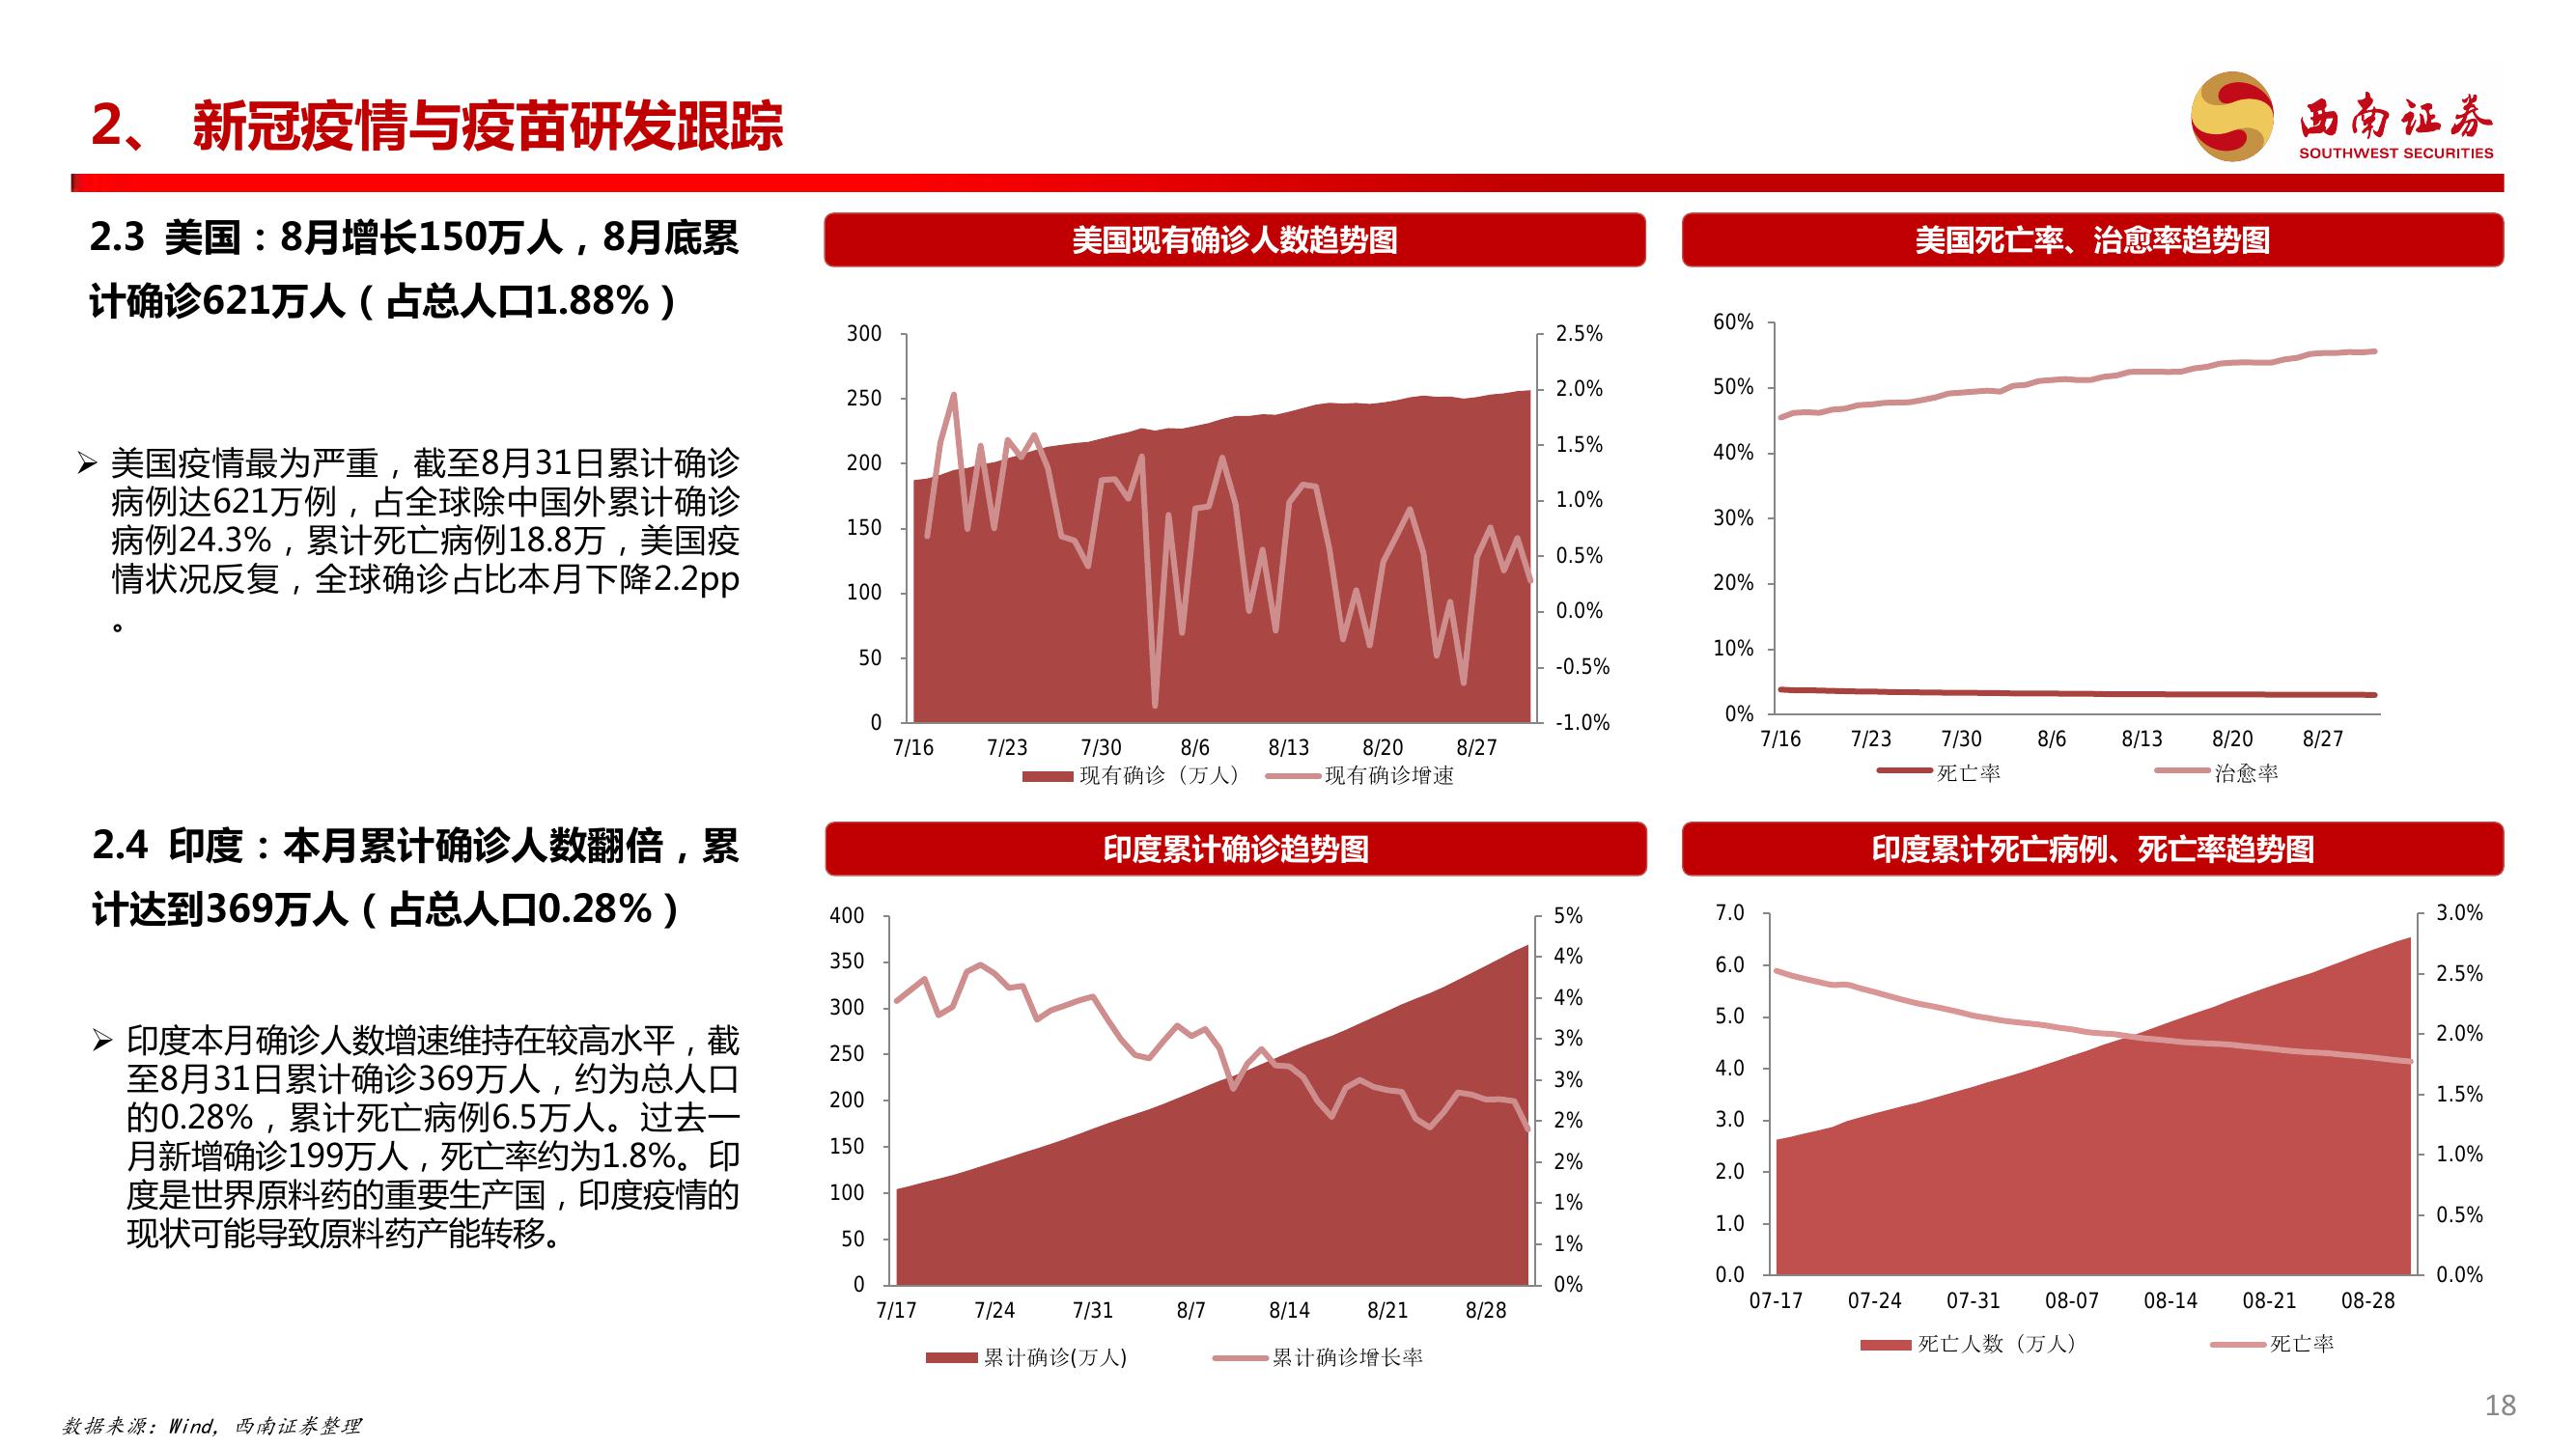 2、 新冠疫情与疫苗研发跟踪
西南证券
SOUTHWEST SECURITIES
2.3 美国：8月增长150万人，8月底累
计确诊621万人（占总人口1.88%）
➢ 美国疫情最为严重，截至8月31日累计确诊
病例达621万例，占全球除中国外累计确诊
病例24.3%，累计死亡病例18.8万，美国疫
情状况反复，全球确诊占比本月下降2.2pp
。
美国现有确诊人数趋势图
300
250
200
150
100
50
0
2.5%
2.0%
1.5%
1.0%
0.5%
0.0%
-0.5%
-1.0%
7/16 7/23 7/30 8/6 8/13 8/20 8/27
现有确诊（万人） 现有确诊增速
美国死亡率、治愈率趋势图
60%
50%
40%
30%
20%
10%
0%
7/16 7/23 7/30 8/6 8/13 8/20 8/27
死亡率 治愈率
2.4 印度：本月累计确诊人数翻倍，累
计达到369万人（占总人口0.28%）
➢ 印度本月确诊人数增速维持在较高水平，截
至8月31日累计确诊369万人，约为总人口
的0.28%，累计死亡病例6.5万人。过去一
月新增确诊199万人，死亡率约为1.8%。印
度是世界原料药的重要生产国，印度疫情的
现状可能导致原料药产能转移。
印度累计确诊趋势图
400
350
300
250
200
150
100
50
0
5%
4%
4%
3%
3%
2%
2%
1%
1%
0%
7/17 7/24 7/31 8/7 8/14 8/21 8/28
累计确诊(万人) 累计确诊增长率
印度累计死亡病例、死亡率趋势图
7.0
6.0
5.0
4.0
3.0
2.0
1.0
0.0
3.0%
2.5%
2.0%
1.5%
1.0%
0.5%
0.0%
07-17 07-24 07-31 08-07 08-14 08-21 08-28
死亡人数（万人） 死亡率
数据来源：Wind，西南证券整理
18